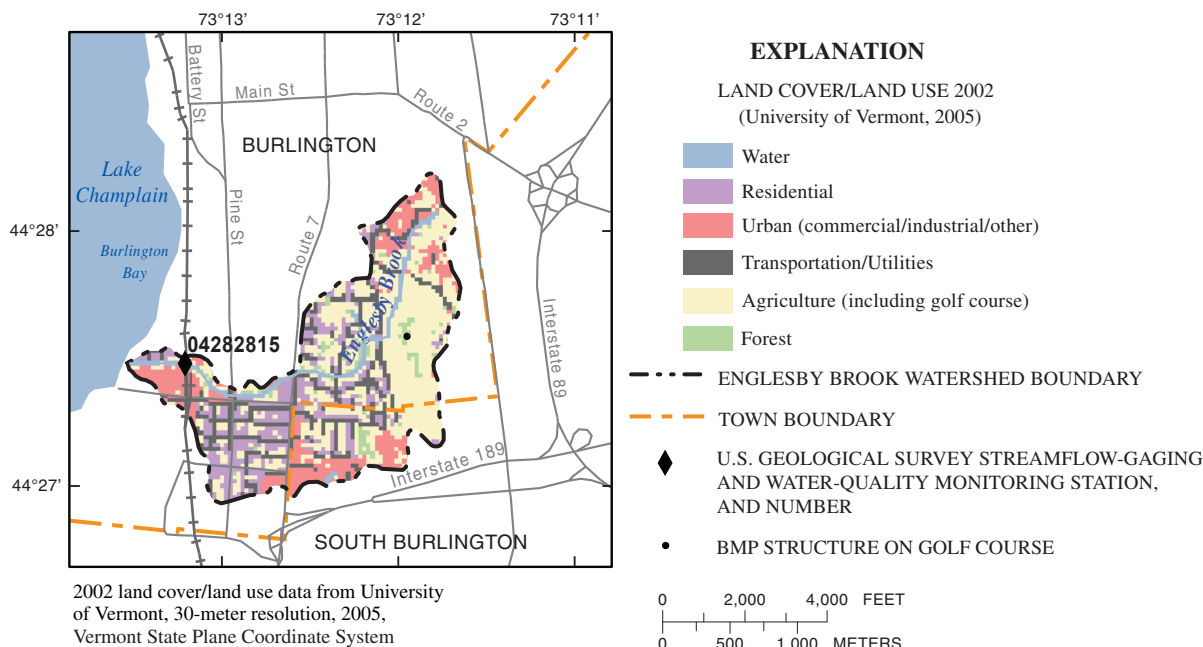 73°13' 73°12' 73°11'
EXPLANATION
LAND COVER/LAND USE 2002
(University of Vermont, 2005)
Water
Residential
Urban (commercial/industrial/other)
Transportation/Utilities
Agriculture (including golf course)
Forest
ENGLESBY BROOK WATERSHED BOUNDARY
TOWN BOUNDARY
U.S. GEOLOGICAL SURVEY STREAMFLOW-GAGING
AND WATER-QUALITY MONITORING STATION,
AND NUMBER
BMP STRUCTURE ON GOLF COURSE
0 2,000 4,000 FEET
0 500 1,000 METERS
Battery St
Main St
Route 2
BURLINGTON
Lake
Champlain
Pine St
Route 7
44°28'
Burlington
Bay
Englesby Brook
Interstate 89
04282815
Interstate 189
44°27'
SOUTH BURLINGTON
2002 land cover/land use data from University
of Vermont, 30-meter resolution, 2005,
Vermont State Plane Coordinate System